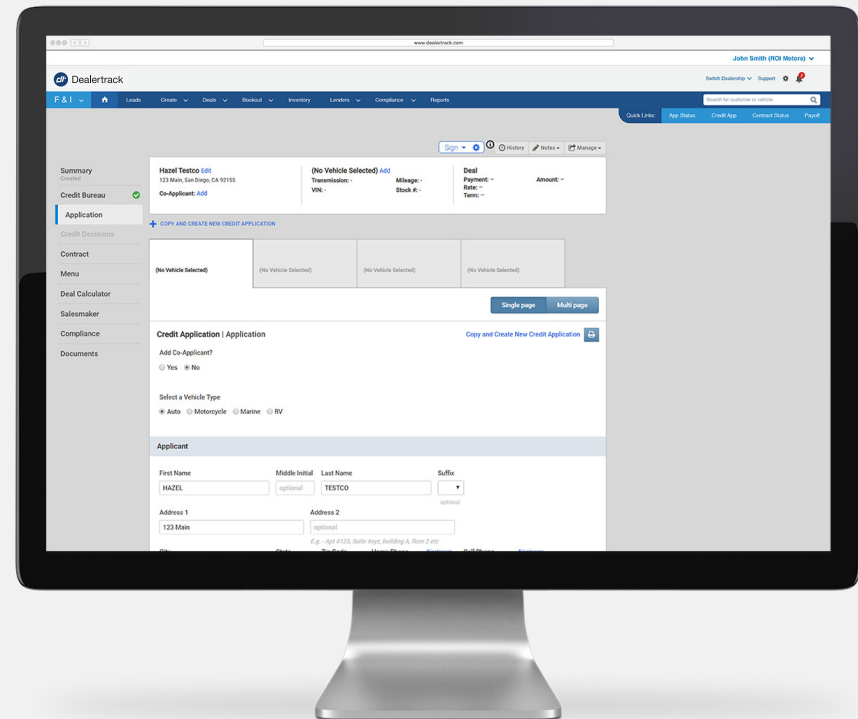 www.dealertrack.com
John Smith (ROI Motors)
dt Dealertrack
Switch Dealership Support
F & I Leads Create Deals Bookout Inventory Lenders Compliance Reports
Search for customer or vehicle
Quick Links: App Status Credit App Contract Status Payoff
Sign History Notes Manage
Summary
Created
Credit Bureau
Application
Credit Decisions
Contract
Menu
Deal Calculator
Salesmaker
Compliance
Documents
Hazel Testco Edit
123 Main, San Diego, CA 92155
Co-Applicant: Add
(No Vehicle Selected) Add
Transmission: - Mileage: -
VIN: - Stock #: -
Deal
Payment: – Amount: –
Rate: –
Term: –
COPY AND CREATE NEW CREDIT APPLICATION
(No Vehicle Selected) (No Vehicle Selected) (No Vehicle Selected) (No Vehicle Selected)
Single page Multi page
Credit Application | Application Copy and Create New Credit Application
Add Co-Applicant?
Yes No
Select a Vehicle Type
Auto Motorcycle Marine RV
Applicant
First Name Middle Initial Last Name Suffix
HAZEL optional TESTCO
optional
Address 1 Address 2
123 Main optional
E.g. - Apt #123, Suite #xyz, building A, floor 2 etc